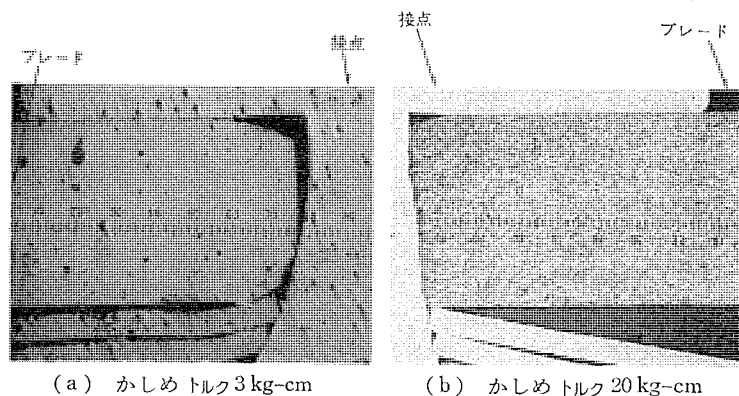 ブレード
接点
接点
ブレード
(a) かしめ トルク 3 kg-cm
(b) かしめ トルク 20 kg-cm